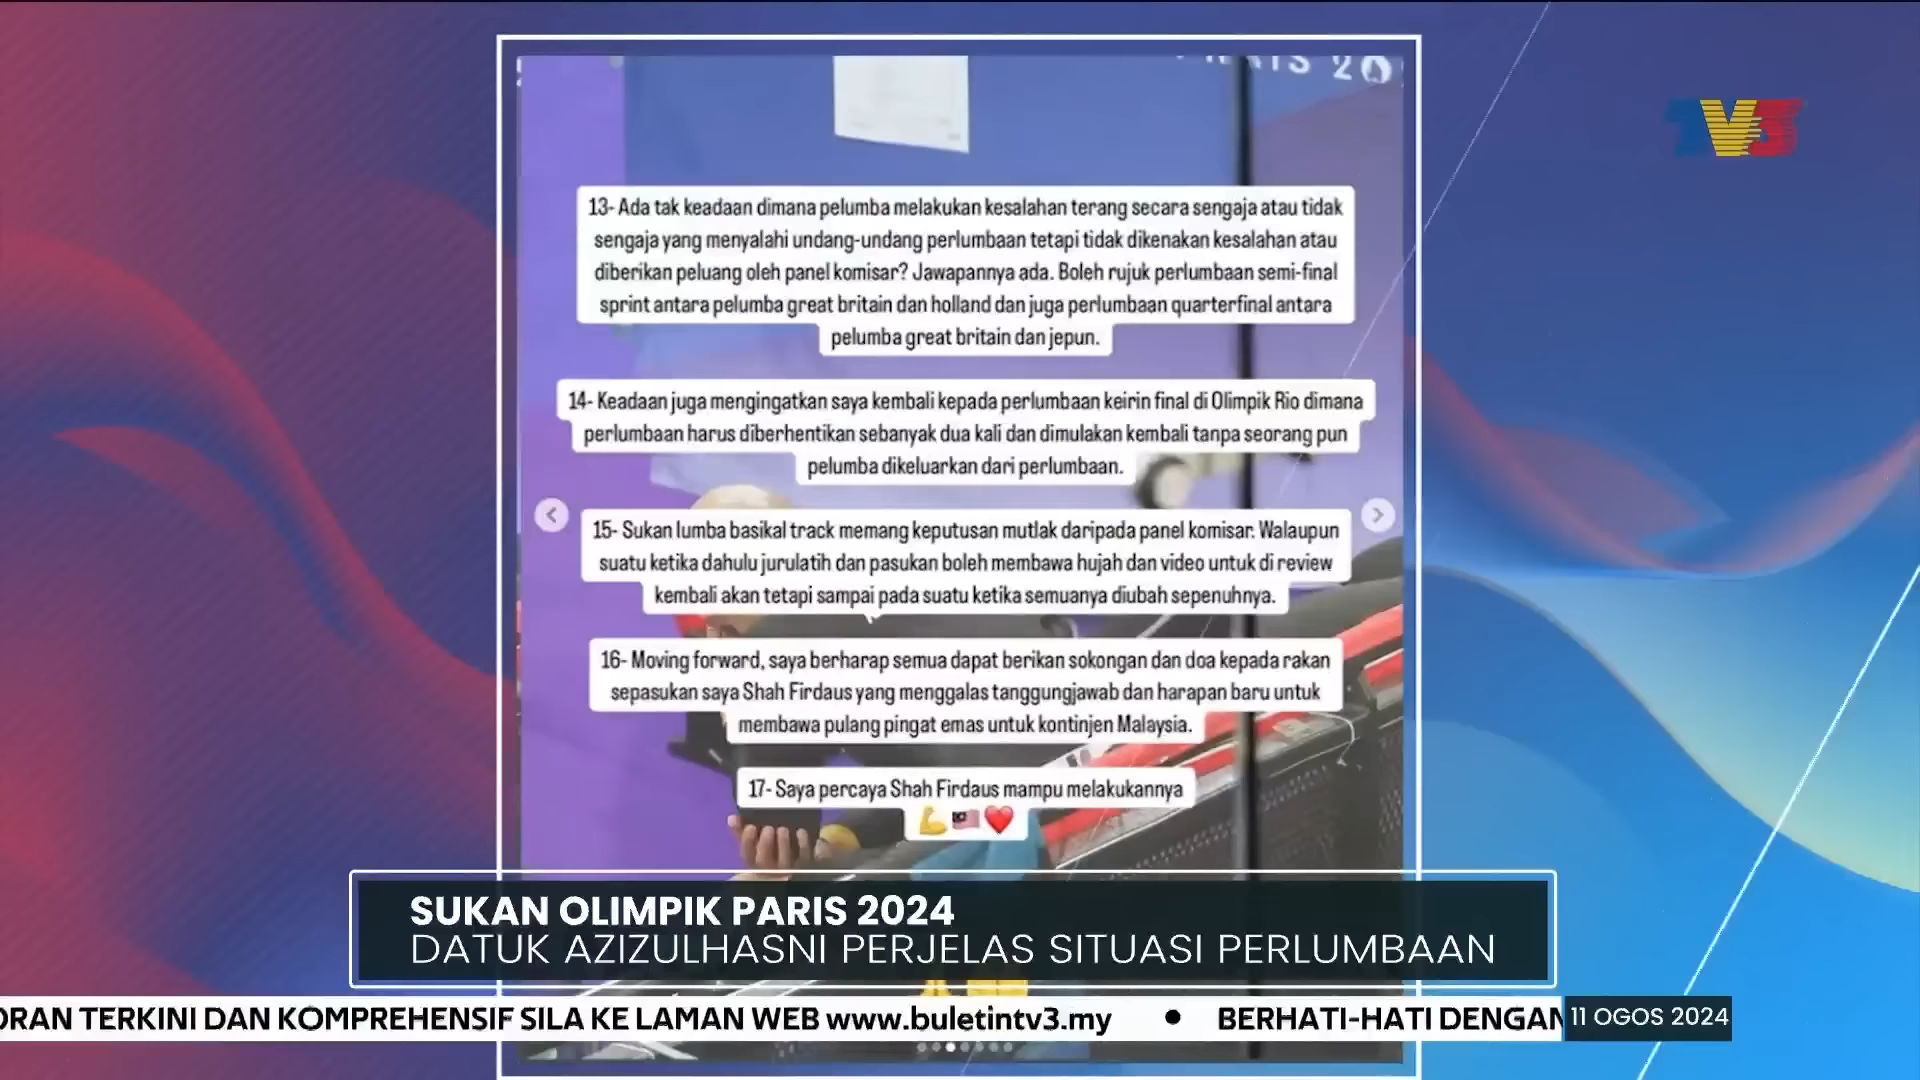 TV3
13- Ada tak keadaan dimana pelumba melakukan kesalahan terang secara sengaja atau tidak
sengaja yang menyalahi undang-undang perlumbaan tetapi tidak dikenakan kesalahan atau
diberikan peluang oleh panel komisar? Jawapannya ada. Boleh rujuk perlumbaan semi-final
sprint antara pelumba great britain dan holland dan juga perlumbaan quarterfinal antara
pelumba great britain dan jepun.
14- Keadaan juga mengingatkan saya kembali kepada perlumbaan keirin final di Olimpik Rio dimana
perlumbaan harus diberhentikan sebanyak dua kali dan dimulakan kembali tanpa seorang pun
pelumba dikeluarkan dari perlumbaan.
15- Sukan lumba basikal track memang keputusan mutlak daripada panel komisar. Walaupun
suatu ketika dahulu jurulatih dan pasukan boleh membawa hujah dan video untuk di review
kembali akan tetapi sampai pada suatu ketika semuanya diubah sepenuhnya.
16- Moving forward, saya berharap semua dapat berikan sokongan dan doa kepada rakan
sepasukan saya Shah Firdaus yang menggalas tanggungjawab dan harapan baru untuk
membawa pulang pingat emas untuk kontinjen Malaysia.
17- Saya percaya Shah Firdaus mampu melakukannya
💪🇲🇾❤️
SUKAN OLIMPIK PARIS 2024
DATUK AZIZULHASNI PERJELAS SITUASI PERLUMBAAN
ORAN TERKINI DAN KOMPREHENSIF SILA KE LAMAN WEB www.buletintv3.my • BERHATI-HATI DENGAN
11 OGOS 2024